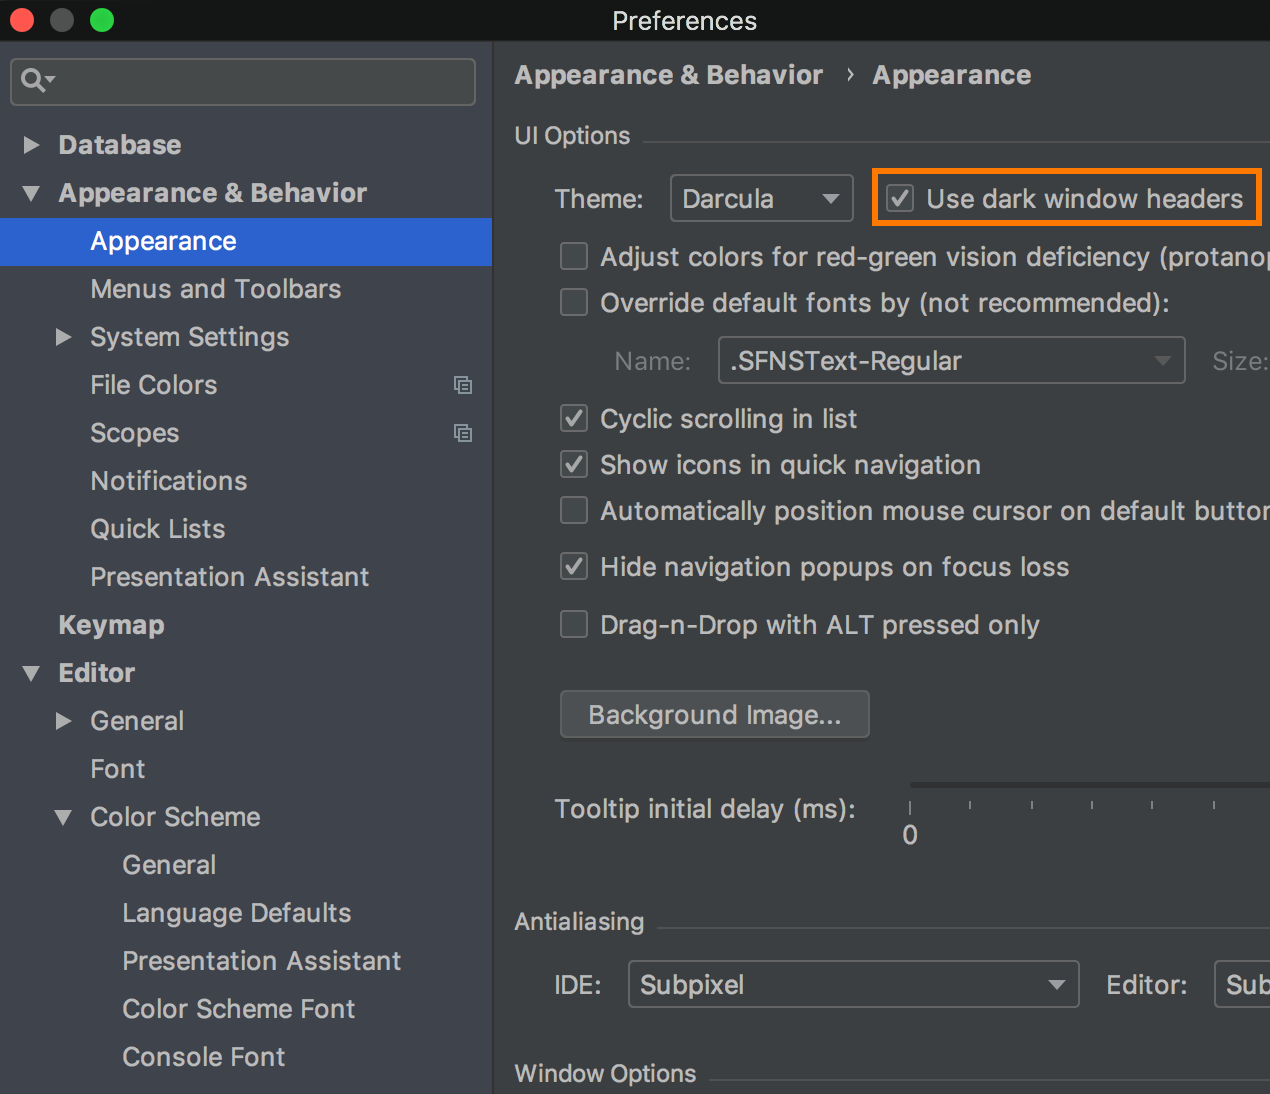 Preferences
Database
Appearance & Behavior
Appearance
Menus and Toolbars
System Settings
File Colors
Scopes
Notifications
Quick Lists
Presentation Assistant
Keymap
Editor
General
Font
Color Scheme
General
Language Defaults
Presentation Assistant
Color Scheme Font
Console Font
Appearance & Behavior › Appearance
UI Options
Theme: Darcula Use dark window headers
Adjust colors for red-green vision deficiency (protanop
Override default fonts by (not recommended):
Name: .SFNSText-Regular Size:
Cyclic scrolling in list
Show icons in quick navigation
Automatically position mouse cursor on default button
Hide navigation popups on focus loss
Drag-n-Drop with ALT pressed only
Background Image...
Tooltip initial delay (ms):
0
Antialiasing
IDE: Subpixel Editor: Sub
Window Options